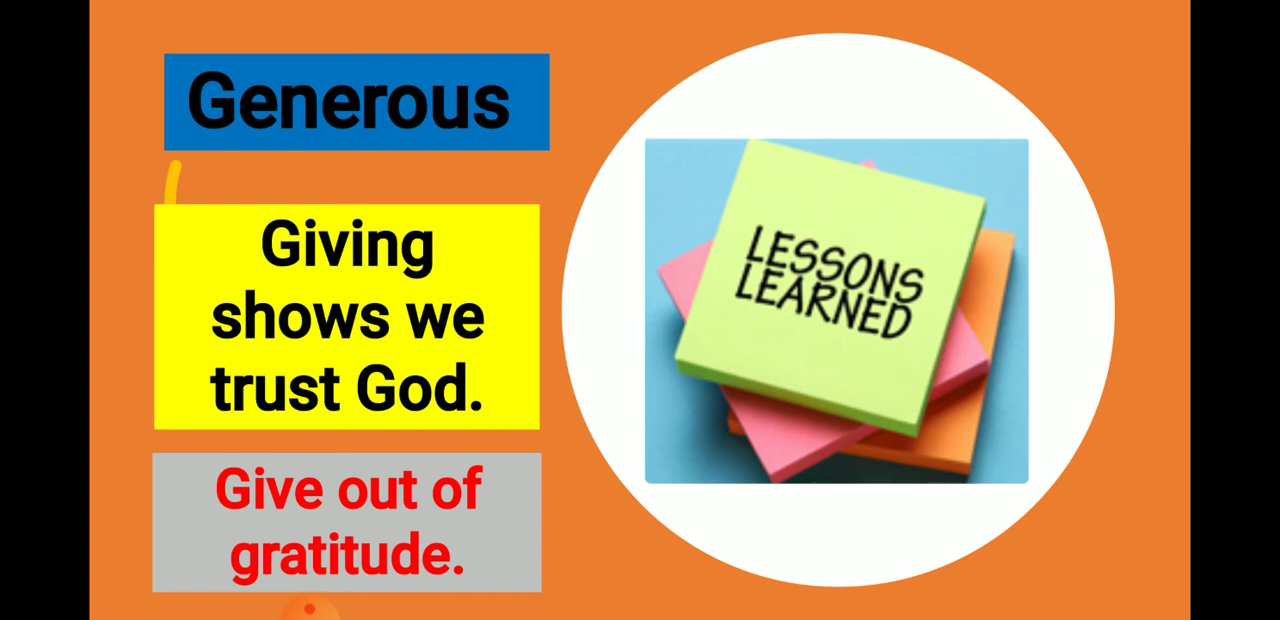 Generous
Giving
shows we
trust God.
Give out of
gratitude.
LESSONS
LEARNED